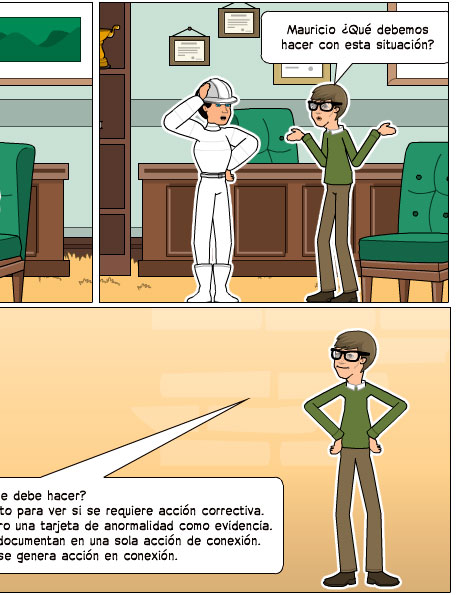 Mauricio ¿Qué debemos
hacer con esta situación?
e debe hacer?
to para ver si se requiere acción correctiva.
ro una tarjeta de anormalidad como evidencia.
documentan en una sola acción de conexión.
se genera acción en conexión.